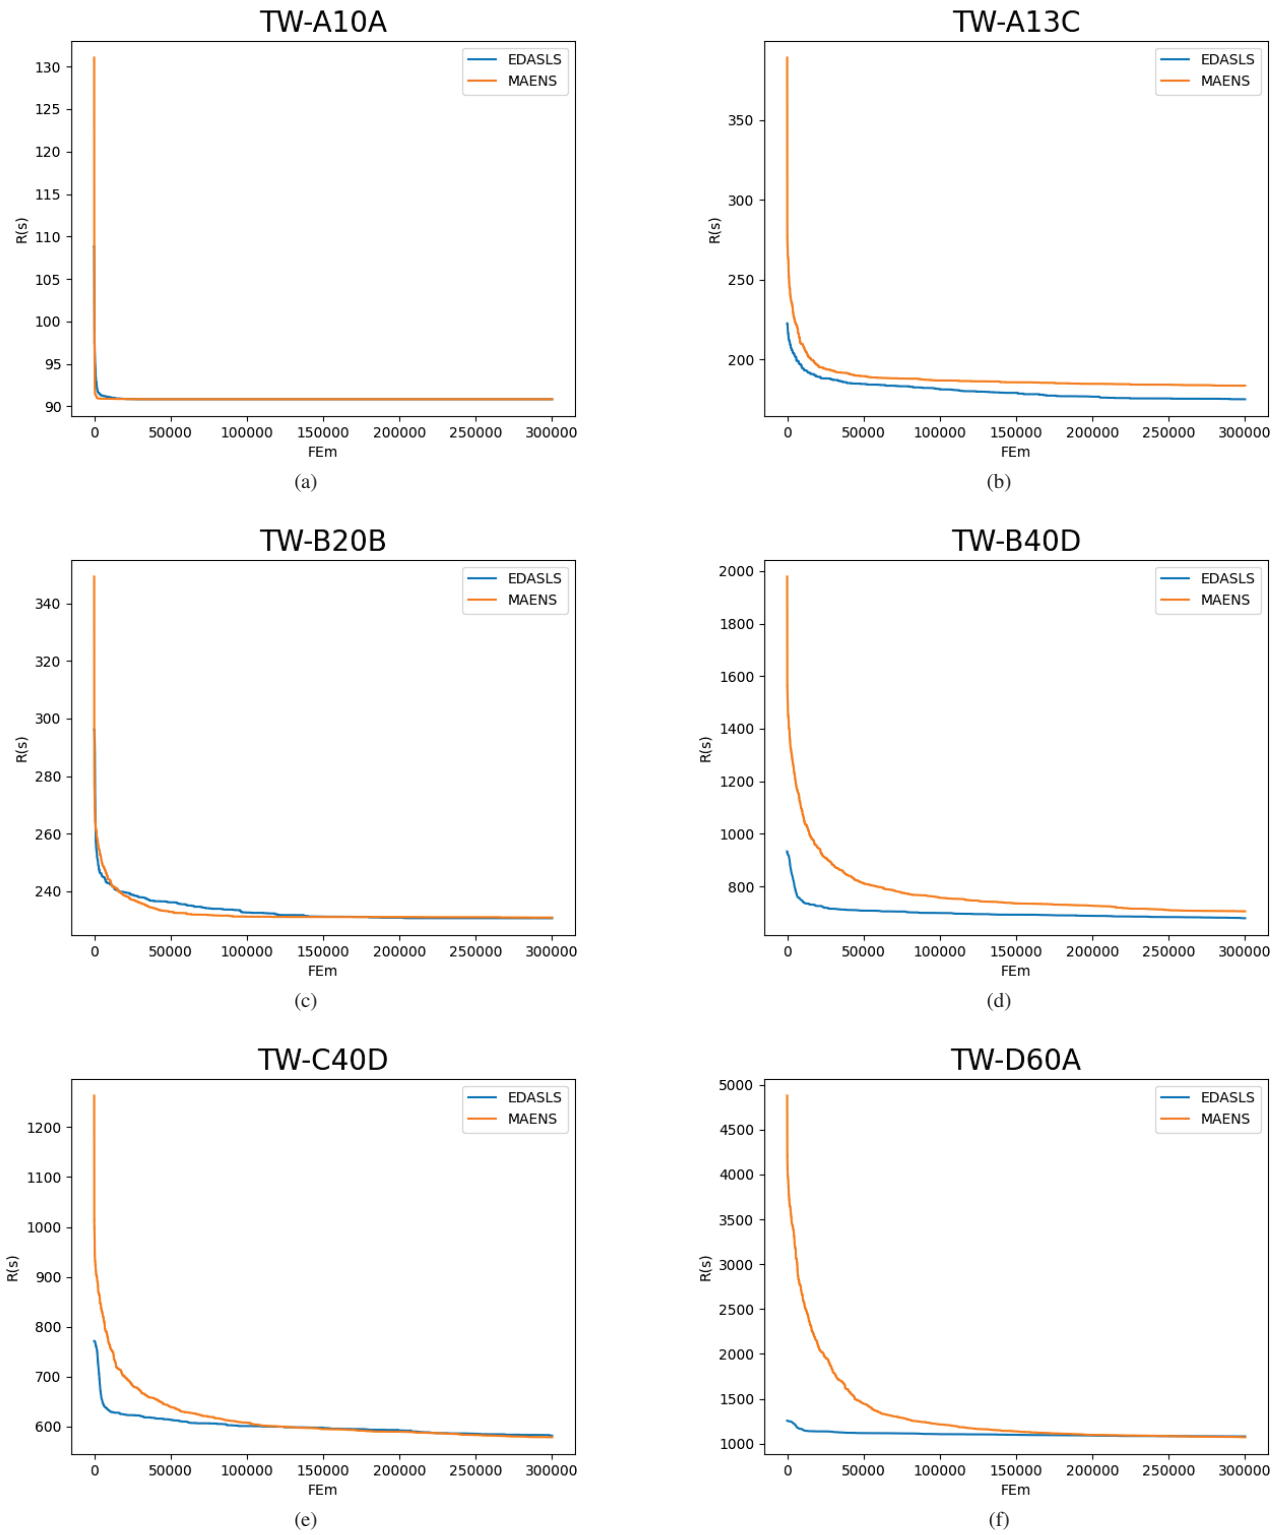 TW-A10A
EDASLS
MAENS
130
125
120
115
110
105
100
95
90
R(s)
0 50000 100000 150000 200000 250000 300000
FEm
(a)
TW-A13C
EDASLS
MAENS
350
300
250
200
R(s)
0 50000 100000 150000 200000 250000 300000
FEm
(b)
TW-B20B
EDASLS
MAENS
340
320
300
280
260
240
R(s)
0 50000 100000 150000 200000 250000 300000
FEm
(c)
TW-B40D
EDASLS
MAENS
2000
1800
1600
1400
1200
1000
800
R(s)
0 50000 100000 150000 200000 250000 300000
FEm
(d)
TW-C40D
EDASLS
MAENS
1200
1100
1000
900
800
700
600
R(s)
0 50000 100000 150000 200000 250000 300000
FEm
(e)
TW-D60A
EDASLS
MAENS
5000
4500
4000
3500
3000
2500
2000
1500
1000
R(s)
0 50000 100000 150000 200000 250000 300000
FEm
(f)